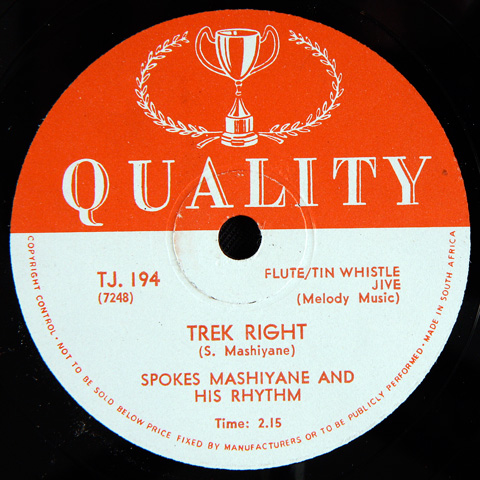 QUALITY
TJ. 194
(7248)
FLUTE/TIN WHISTLE
JIVE
(Melody Music)
TREK RIGHT
(S. Mashiyane)
SPOKES MASHIYANE AND
HIS RHYTHM
Time: 2.15
COPYRIGHT CONTROL • NOT TO BE SOLD BELOW PRICE FIXED BY MANUFACTURERS OR TO BE PUBLICLY PERFORMED • MADE IN SOUTH AFRICA